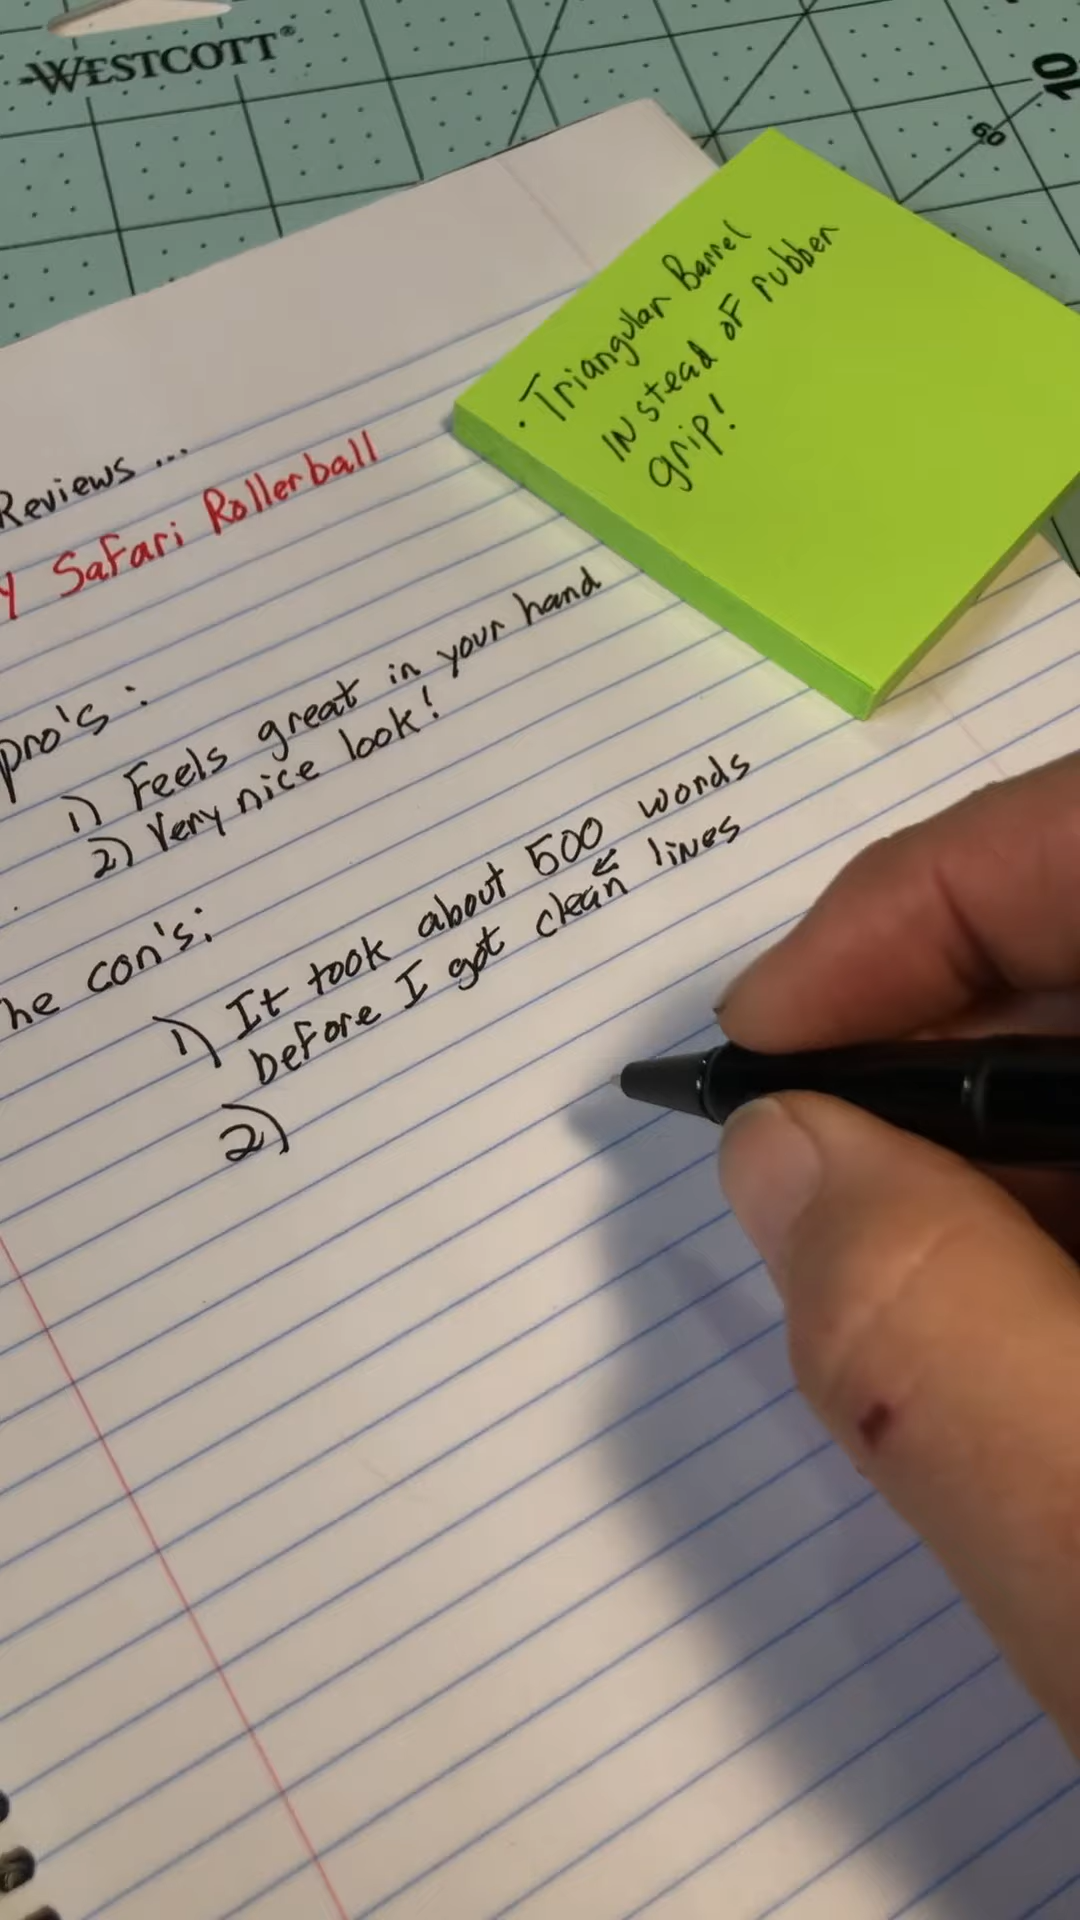 WESTCOTT®
10
60
· Triangular Barrel
INstead oF rubber
grip!
Reviews ...
y SaFari Rollerball
pro's :
1) Feels great in your hand
2) Very nice look!
he con's:
1) It took about 500 words
before I got clean lines
2)